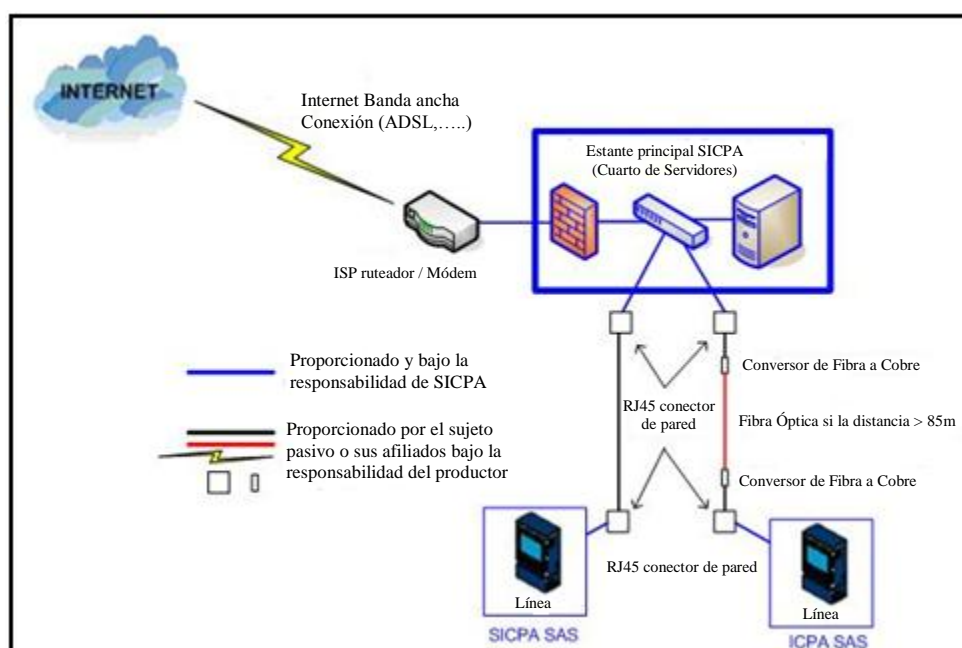 INTERNET
Internet Banda ancha
Conexión (ADSL,…..)
Estante principal SICPA
(Cuarto de Servidores)
ISP ruteador / Módem
Proporcionado y bajo la
responsabilidad de SICPA
Proporcionado por el sujeto
pasivo o sus afiliados bajo la
responsabilidad del productor
RJ45 conector
de pared
Conversor de Fibra a Cobre
Fibra Óptica si la distancia > 85m
Conversor de Fibra a Cobre
RJ45 conector de pared
Línea
SICPA SAS
Línea
ICPA SAS